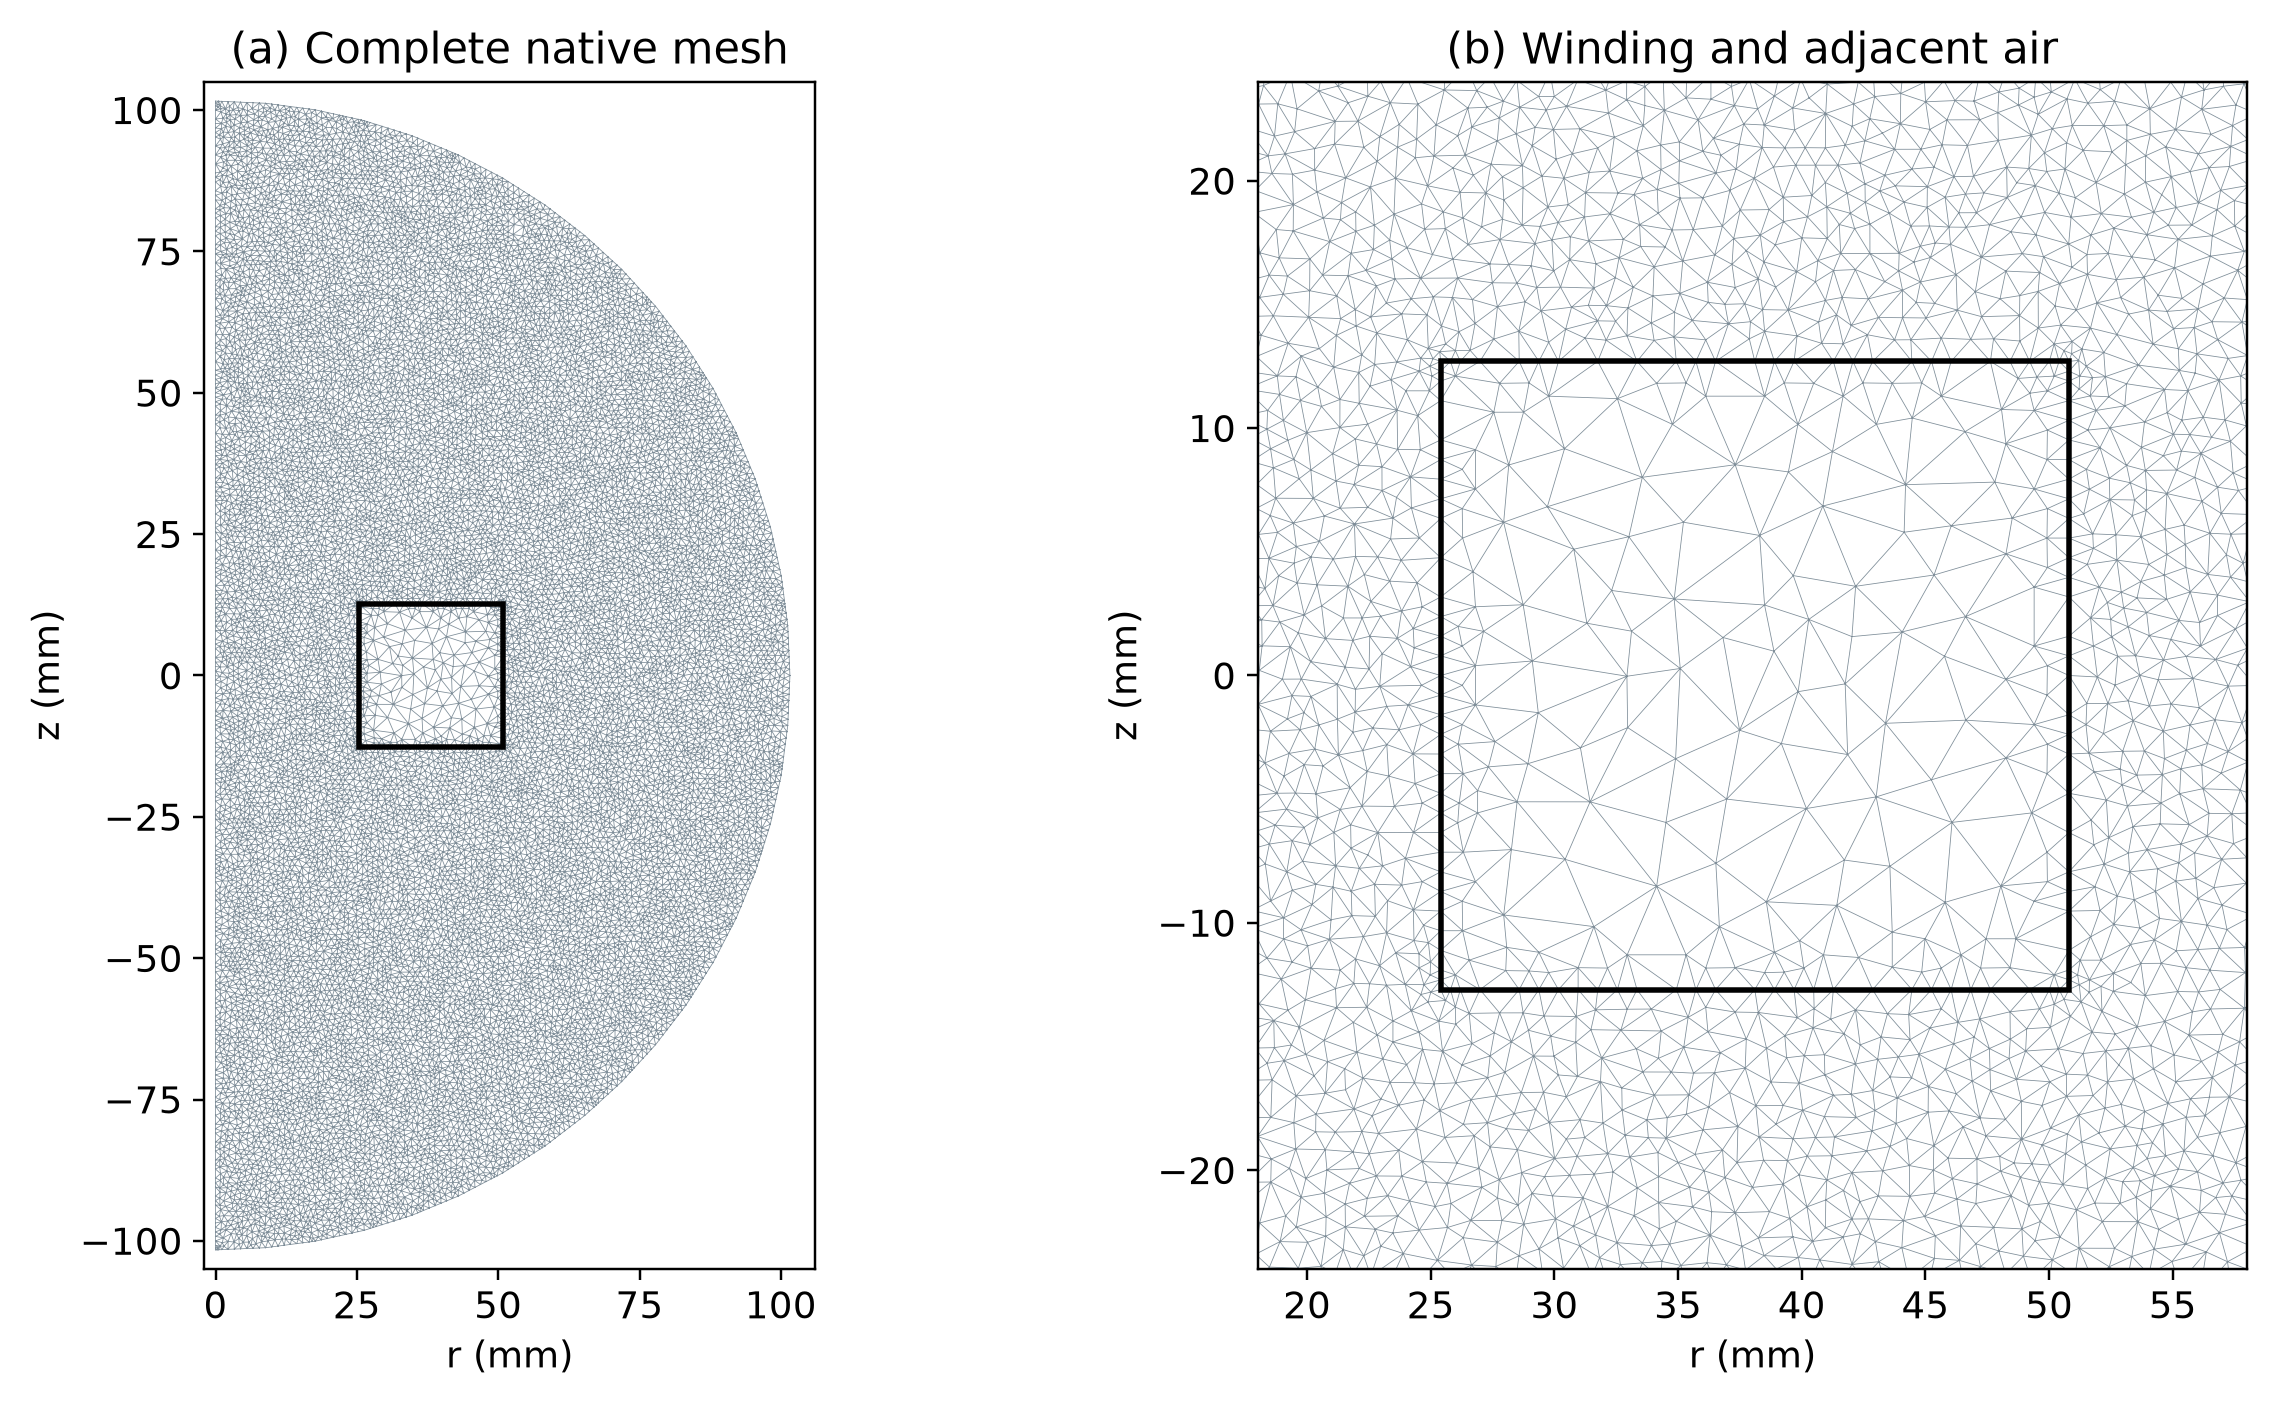 (a) Complete native mesh
100
75
50
25
0
−25
−50
−75
−100
z (mm)
0 25 50 75 100
r (mm)
(b) Winding and adjacent air
20
10
0
−10
−20
z (mm)
20 25 30 35 40 45 50 55
r (mm)